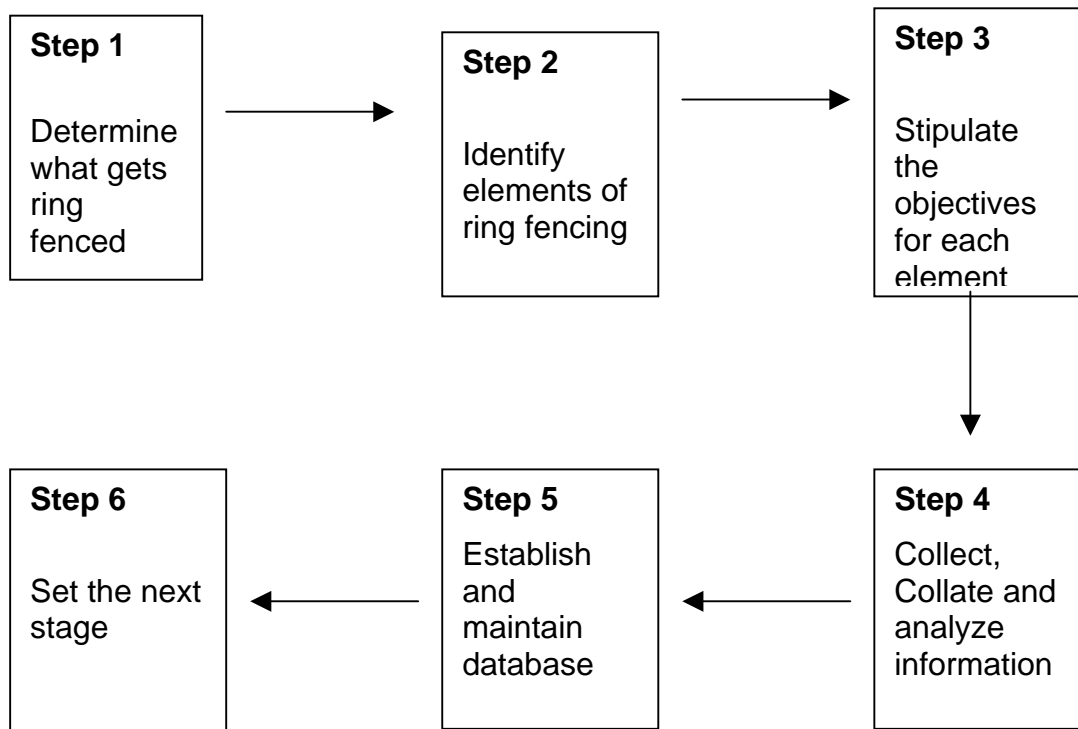 Step 1
Determine
what gets
ring
fenced
Step 2
Identify
elements of
ring fencing
Step 3
Stipulate
the
objectives
for each
element
Step 4
Collect,
Collate and
analyze
information
Step 5
Establish
and
maintain
database
Step 6
Set the next
stage